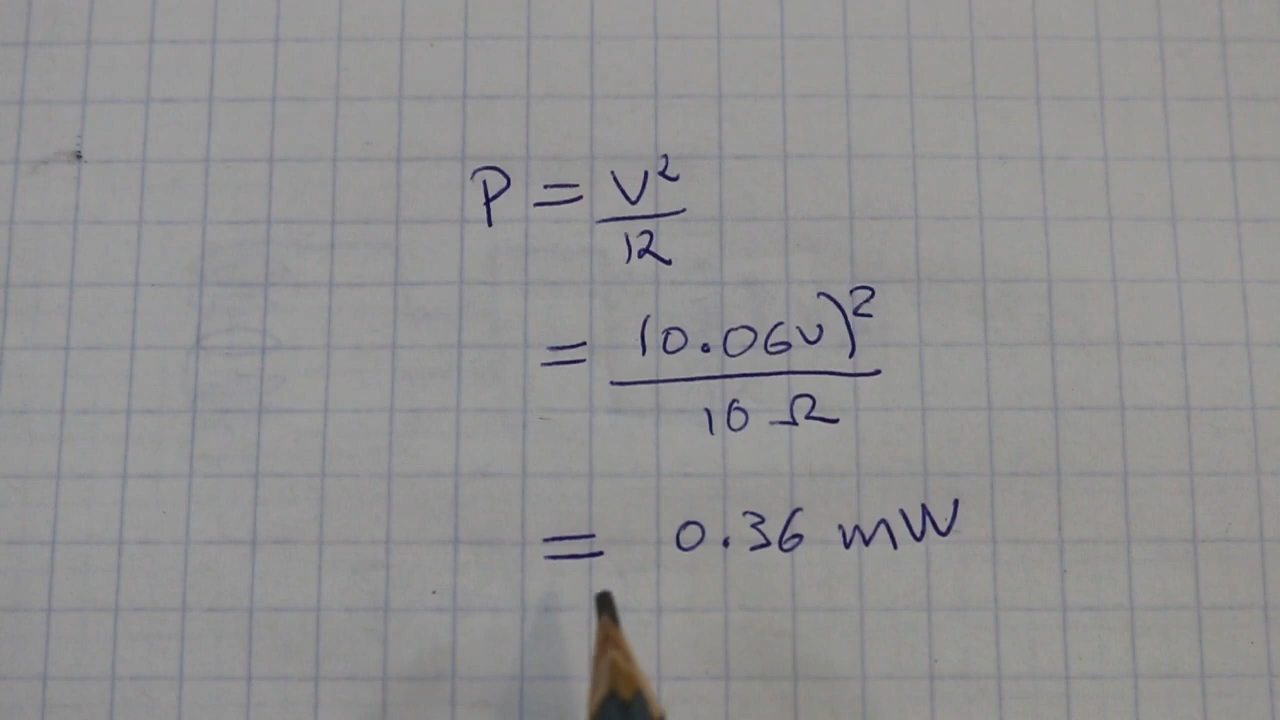 P = V²/R
= (0.06V)²/10 Ω
= 0.36 mW